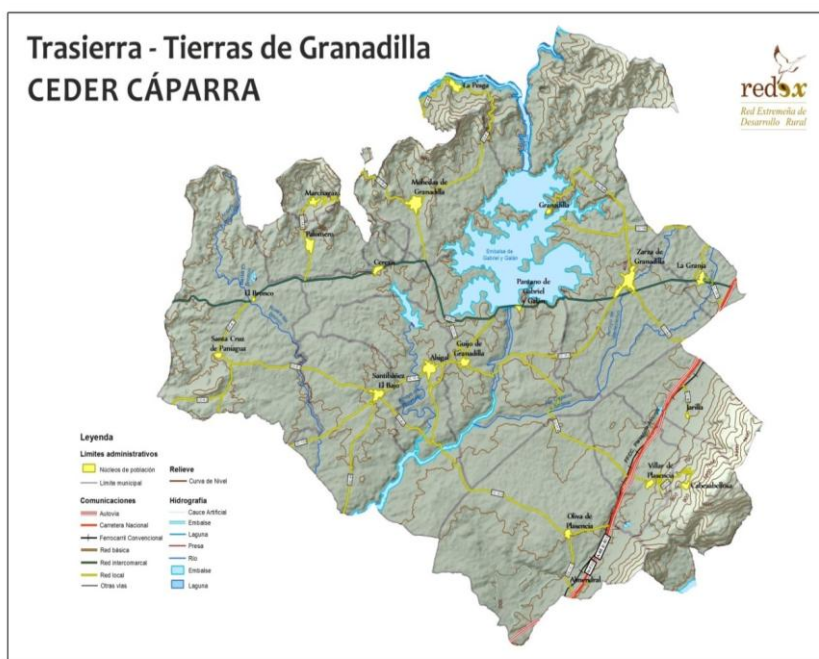 Trasierra - Tierras de Granadilla
CEDER CÁPARRA
redex
Red Extremeña de
Desarrollo Rural
La Pesga
Marchagaz
Mohedas de
Granadilla
Granadilla
Palomero
Cerezo
Embalse de
Gabriel y Galán
Zarza de
Granadilla
La Granja
Pantano de
Gabriel
y Galán
El Bronco
Santa Cruz
de Paniagua
Guijo de
Granadilla
Ahigal
Santibáñez
El Bajo
Jarilla
Villar de
Plasencia
Cabezabellosa
Oliva de
Plasencia
Almendral
Leyenda
Límites administrativos
Núcleos de población
Límite municipal
Comunicaciones
Autovía
Carretera Nacional
Ferrocarril Convencional
Red básica
Red intercomarcal
Red local
Otras vías
Relieve
Curva de Nivel
Hidrografía
Cauce Artificial
Embalse
Laguna
Presa
Río
Embalse
Laguna